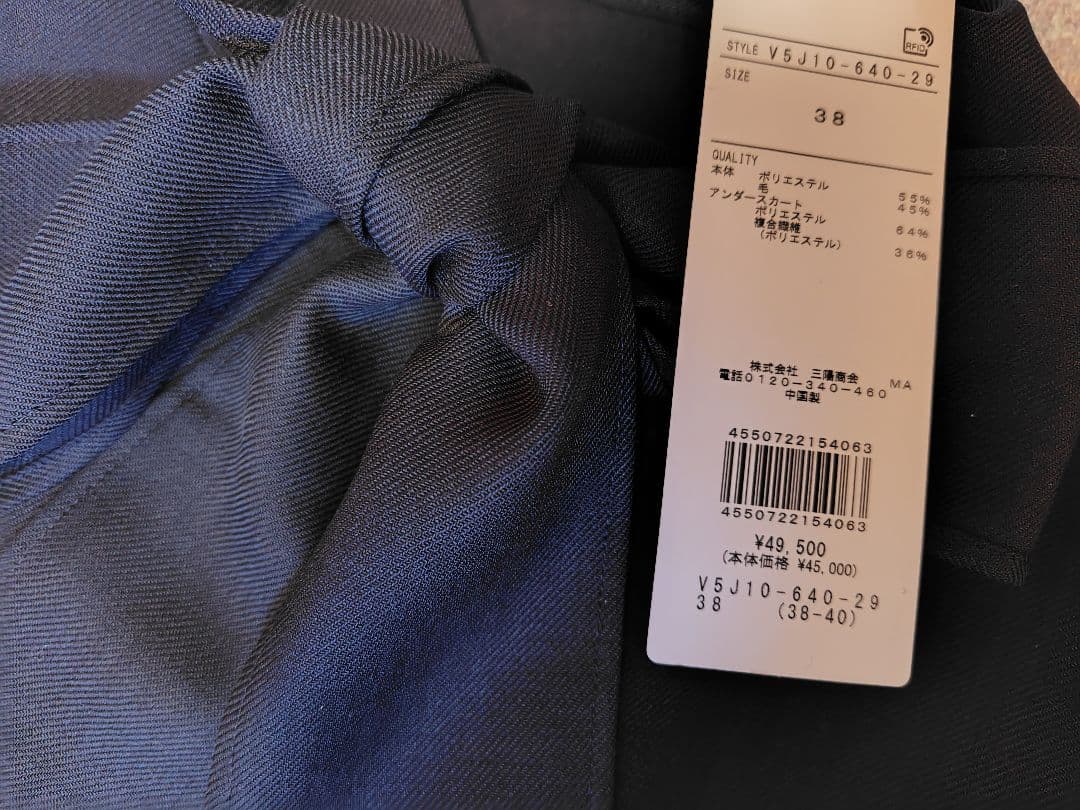 RFID
STYLE V5J10-640-29
SIZE
38
QUALITY
本体 ポリエステル 55%
毛 45%
アンダースカート
ポリエステル 64%
複合繊維
(ポリエステル) 36%
株式会社 三陽商会 MA
電話0120-340-460
中国製
4550722154063
4550722154063
¥49,500
(本体価格 ¥45,000)
V5J10-640-29
38 (38-40)